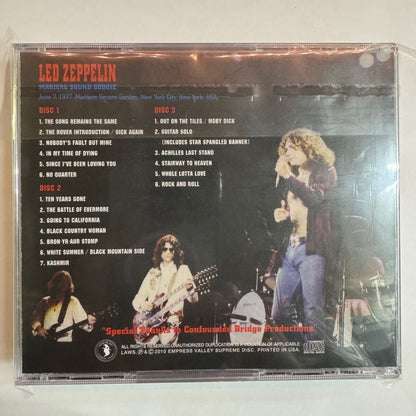 LED ZEPPELIN
MAGICAL SOUND BOOGIE
June 7 1977 Madison Square Garden, New York City, New York, USA,
DISC 1
1. THE SONG REMAINS THE SAME
2. THE ROVER INTRODUCTION / SICK AGAIN
3. NOBODY'S FAULT BUT MINE
4. IN MY TIME OF DYING
5. SINCE I'VE BEEN LOVING YOU
6. NO QUARTER
DISC 2
1. TEN YEARS GONE
2. THE BATTLE OF EVERMORE
3. GOING TO CALIFORNIA
4. BLACK COUNTRY WOMAN
5. BRON-YR-AUR STOMP
6. WHITE SUMMER / BLACK MOUNTAIN SIDE
7. KASHMIR
DISC 3
1. OUT ON THE TILES / MOBY DICK
2. GUITAR SOLO
(INCLUDES STAR SPANGLED BANNER)
3. ACHILLES LAST STAND
4. STAIRWAY TO HEAVEN
5. WHOLE LOTTA LOVE
6. ROCK AND ROLL
"Special thanks to Confounded Bridge Productions
ALL RIGHTS RESERVED UNAUTHORIZED DUPLICATION IS A VIOLATION OF APPLICABLE
LAWS. ℗&©2010 EMPRESS VALLEY SUPREME DISC. PRINTED IN USA.
COMPACT
disc
DIGITAL AUDIO